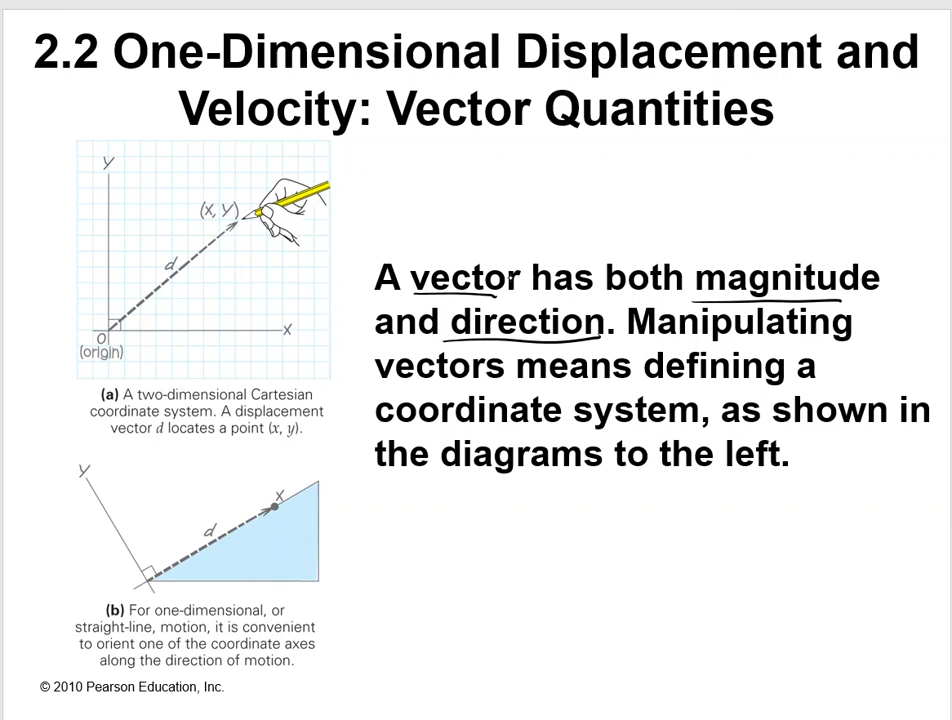 2.2 One-Dimensional Displacement and
Velocity: Vector Quantities
y
(x, y)
d
x
O
(origin)
(a) A two-dimensional Cartesian
coordinate system. A displacement
vector d locates a point (x, y).
A vector has both magnitude
and direction. Manipulating
vectors means defining a
coordinate system, as shown in
the diagrams to the left.
y
x
d
(b) For one-dimensional, or
straight-line, motion, it is convenient
to orient one of the coordinate axes
along the direction of motion.
© 2010 Pearson Education, Inc.